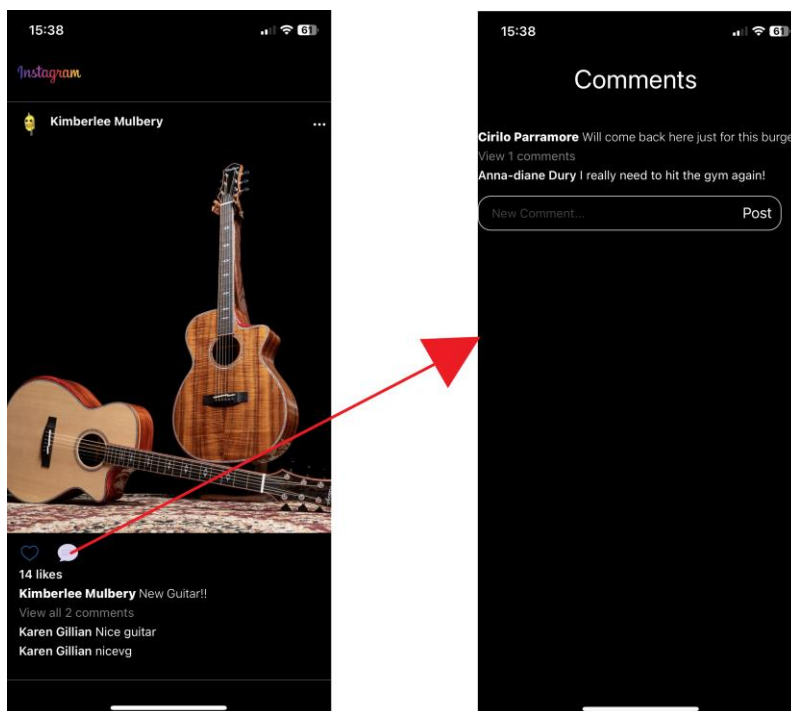 15:38
61
Instagram
Kimberlee Mulbery
14 likes
Kimberlee Mulbery New Guitar!!
View all 2 comments
Karen Gillian Nice guitar
Karen Gillian nicevg
15:38
61
Comments
Cirilo Parramore Will come back here just for this burge
View 1 comments
Anna-diane Dury I really need to hit the gym again!
New Comment...
Post